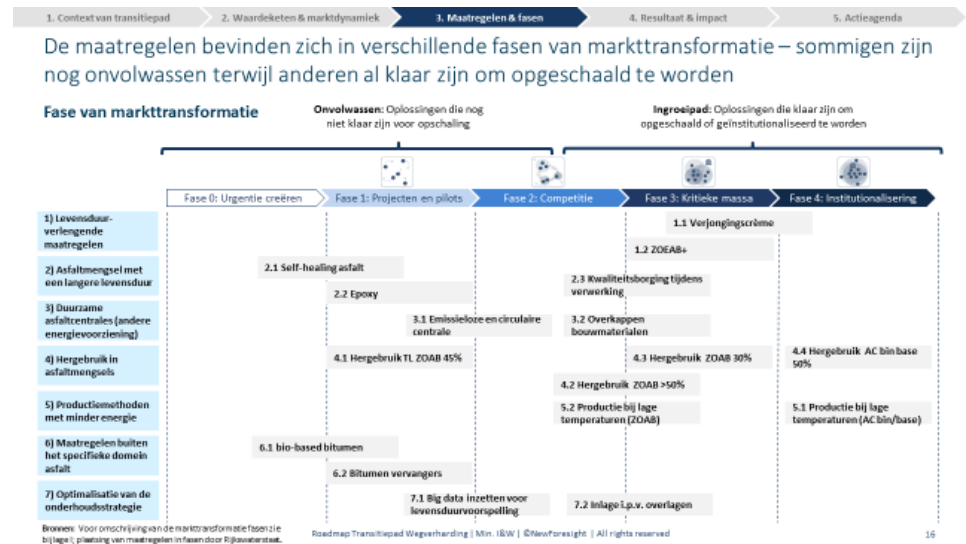 1. Context van transitiepad
2. Waardeketen & marktdynamiek
3. Maatregelen & fasen
4. Resultaat & impact
5. Actieagenda
De maatregelen bevinden zich in verschillende fasen van markttransformatie – sommigen zijn
nog onvolwassen terwijl anderen al klaar zijn om opgeschaald te worden
Fase van markttransformatie
Onvolwassen: Oplossingen die nog
niet klaar zijn voor opschaling
Ingroeipad: Oplossingen die klaar zijn om
opgeschaald of geïnstitutionaliseerd te worden
Fase 0: Urgentie creëren
Fase 1: Projecten en pilots
Fase 2: Competitie
Fase 3: Kritieke massa
Fase 4: Institutionalisering
1) Levensduur-
verlengende
maatregelen
1.1 Verjongingscrème
1.2 ZOEAB+
2) Asfaltmengsel met
een langere levensduur
2.1 Self-healing asfalt
2.2 Epoxy
2.3 Kwaliteitsborging tijdens
verwerking
3) Duurzame
asfaltcentrales (andere
energievoorziening)
3.1 Emissieloze en circulaire
centrale
3.2 Overkappen
bouwmaterialen
4) Hergebruik in
asfaltmengsels
4.1 Hergebruik TL ZOAB 45%
4.3 Hergebruik ZOAB 30%
4.4 Hergebruik AC bin base
50%
4.2 Hergebruik ZOAB >50%
5) Productiemethoden
met minder energie
5.2 Productie bij lage
temperaturen (ZOAB)
5.1 Productie bij lage
temperaturen (AC bin/base)
6) Maatregelen buiten
het specifieke domein
asfalt
6.1 bio-based bitumen
6.2 Bitumen vervangers
7) Optimalisatie van de
onderhoudsstrategie
7.1 Big data inzetten voor
levensduurvoorspelling
7.2 Inlage i.p.v. overlagen
Bronnen: Voor omschrijving van de markttransformatie fasen zie
bijlage I; plaatsing van maatregelen in fasen door Rijkswaterstaat.
Roadmap Transitiepad Wegverharding | Min. I&W | ©NewForesight | All rights reserved
16